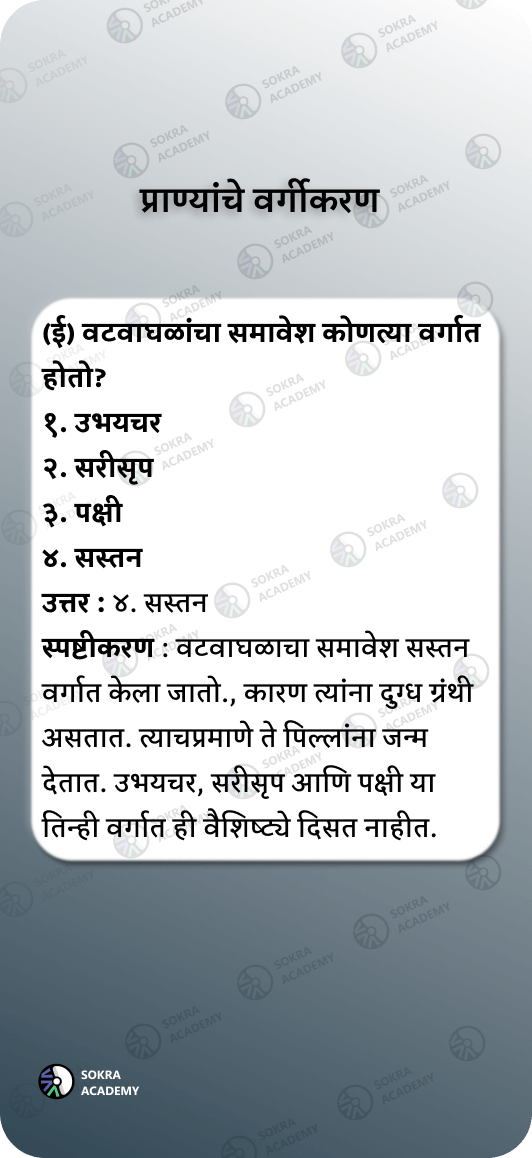 प्राण्यांचे वर्गीकरण
(ई) वटवाघळांचा समावेश कोणत्या वर्गात
होतो?
१. उभयचर
२. सरीसृप
३. पक्षी
४. सस्तन
उत्तर : ४. सस्तन
स्पष्टीकरण : वटवाघळाचा समावेश सस्तन
वर्गात केला जातो., कारण त्यांना दुग्ध ग्रंथी
असतात. त्याचप्रमाणे ते पिल्लांना जन्म
देतात. उभयचर, सरीसृप आणि पक्षी या
तिन्ही वर्गात ही वैशिष्ट्ये दिसत नाहीत.
SOKRA
ACADEMY